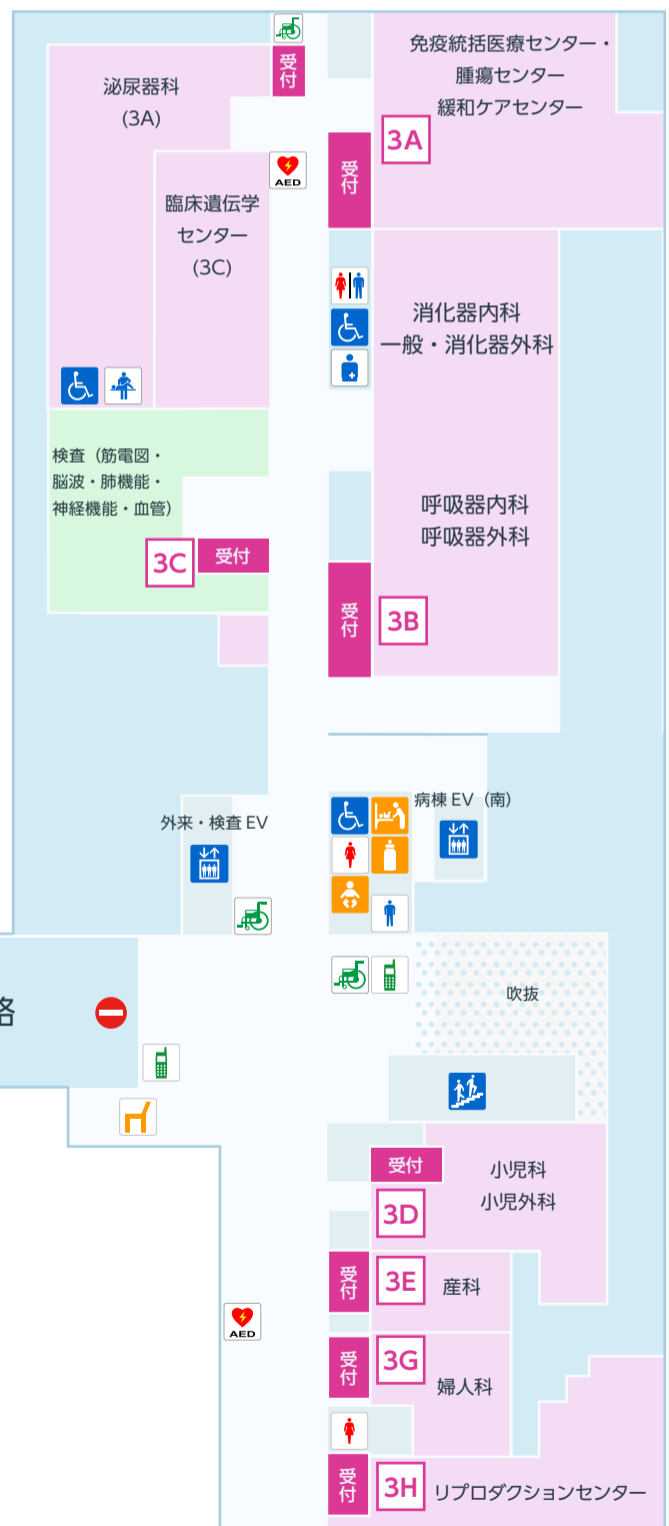 受付
泌尿器科
(3A)
免疫統括医療センター・
腫瘍センター
緩和ケアセンター
3A
受付
AED
臨床遺伝学
センター
(3C)
消化器内科
一般・消化器外科
検査（筋電図・
脳波・肺機能・
神経機能・血管）
3C
受付
呼吸器内科
呼吸器外科
受付
3B
外来・検査 EV
病棟 EV（南）
吹抜
路
受付
小児科
小児外科
3D
受付
3E
産科
AED
受付
3G
婦人科
受付
3H
リプロダクションセンター